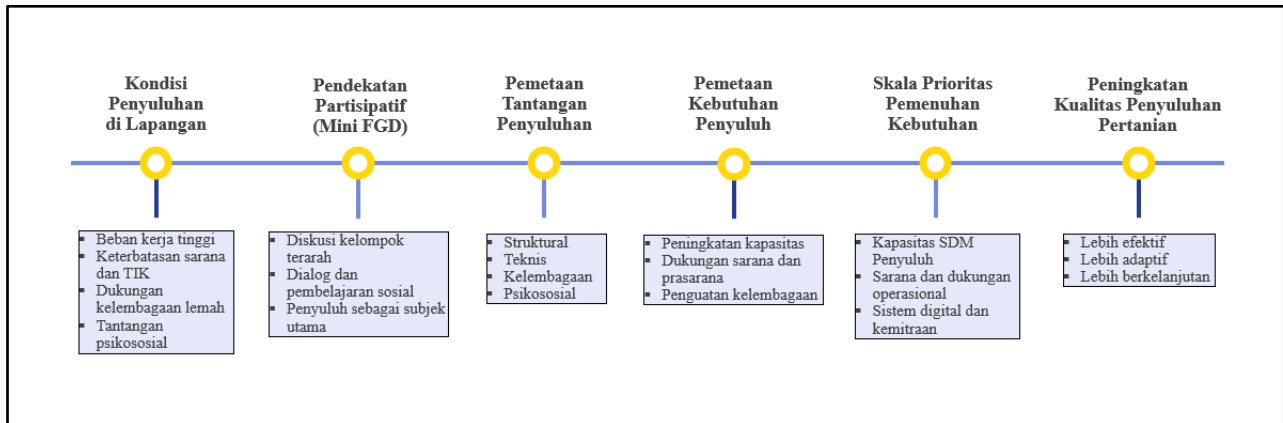 Kondisi
Penyuluhan
di Lapangan
Pendekatan
Partisipatif
(Mini FGD)
Pemetaan
Tantangan
Penyuluhan
Pemetaan
Kebutuhan
Penyuluh
Skala Prioritas
Pemenuhan
Kebutuhan
Peningkatan
Kualitas Penyuluhan
Pertanian
▪ Beban kerja tinggi
▪ Keterbatasan sarana
dan TIK
▪ Dukungan
kelembagaan lemah
▪ Tantangan
psikososial
▪ Diskusi kelompok
terarah
▪ Dialog dan
pembelajaran sosial
▪ Penyuluh sebagai subjek
utama
▪ Struktural
▪ Teknis
▪ Kelembagaan
▪ Psikososial
▪ Peningkatan kapasitas
▪ Dukungan sarana dan
prasarana
▪ Penguatan kelembagaan
▪ Kapasitas SDM
Penyuluh
▪ Sarana dan dukungan
operasional
▪ Sistem digital dan
kemitraan
▪ Lebih efektif
▪ Lebih adaptif
▪ Lebih berkelanjutan